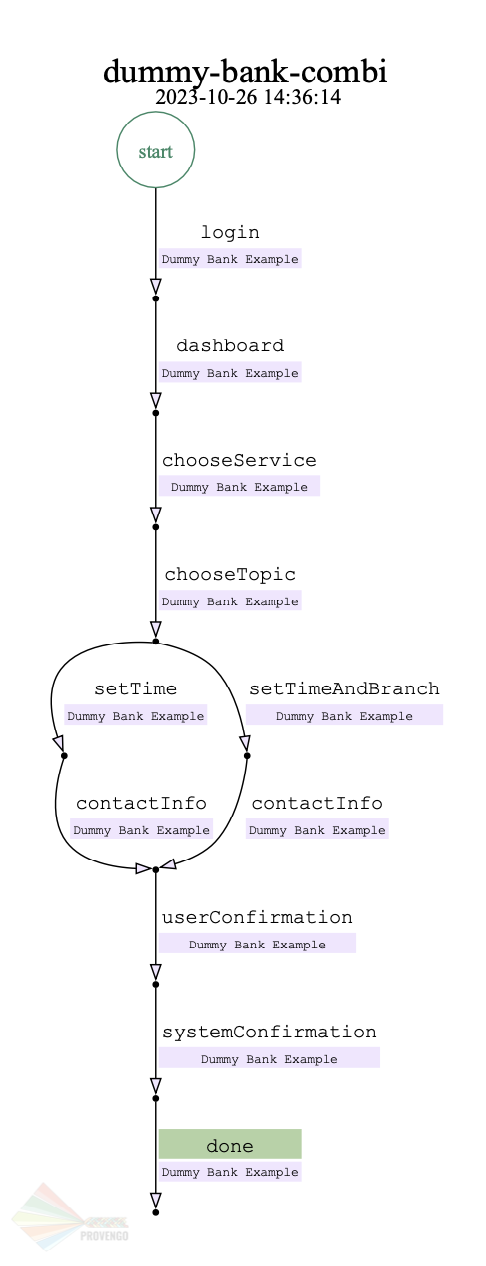 dummy-bank-combi
2023-10-26 14:36:14
start
login
Dummy Bank Example
dashboard
Dummy Bank Example
chooseService
Dummy Bank Example
chooseTopic
Dummy Bank Example
setTime
Dummy Bank Example
setTimeAndBranch
Dummy Bank Example
contactInfo
Dummy Bank Example
contactInfo
Dummy Bank Example
userConfirmation
Dummy Bank Example
systemConfirmation
Dummy Bank Example
done
Dummy Bank Example
PROVENGO